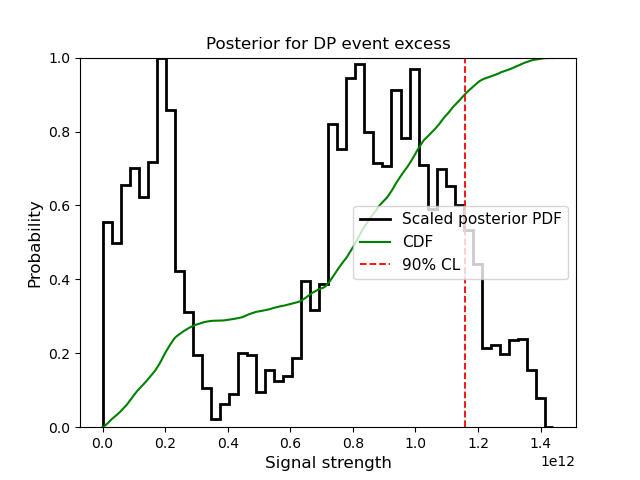 Posterior for DP event excess
1.0
0.8
0.6
0.4
0.2
0.0
Probability
Scaled posterior PDF
CDF
90% CL
0.0 0.2 0.4 0.6 0.8 1.0 1.2 1.4
1e12
Signal strength